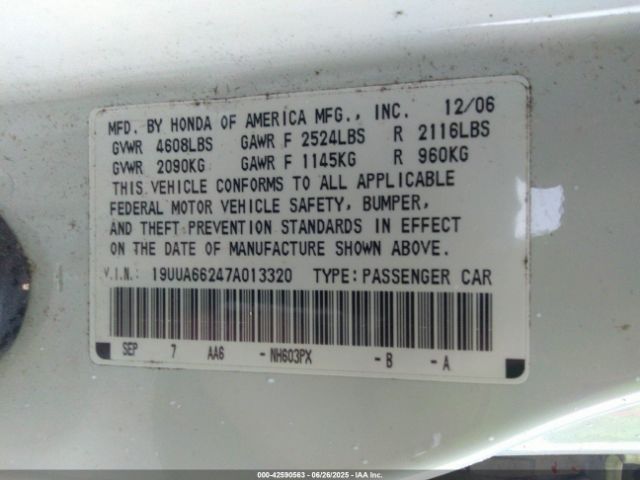 MFD. BY HONDA OF AMERICA MFG., INC. 12/06
GVWR 4608LBS GAWR F 2524LBS R 2116LBS
GVWR 2090KG GAWR F 1145KG R 960KG
THIS VEHICLE CONFORMS TO ALL APPLICABLE
FEDERAL MOTOR VEHICLE SAFETY, BUMPER,
AND THEFT PREVENTION STANDARDS IN EFFECT
ON THE DATE OF MANUFACTURE SHOWN ABOVE.
V.I.N.: 19UUA66247A013320 TYPE: PASSENGER CAR
SEP 7 AA6 -NH603PX -B -A
000-42590563 - 06/26/2025 - IAA Corp.